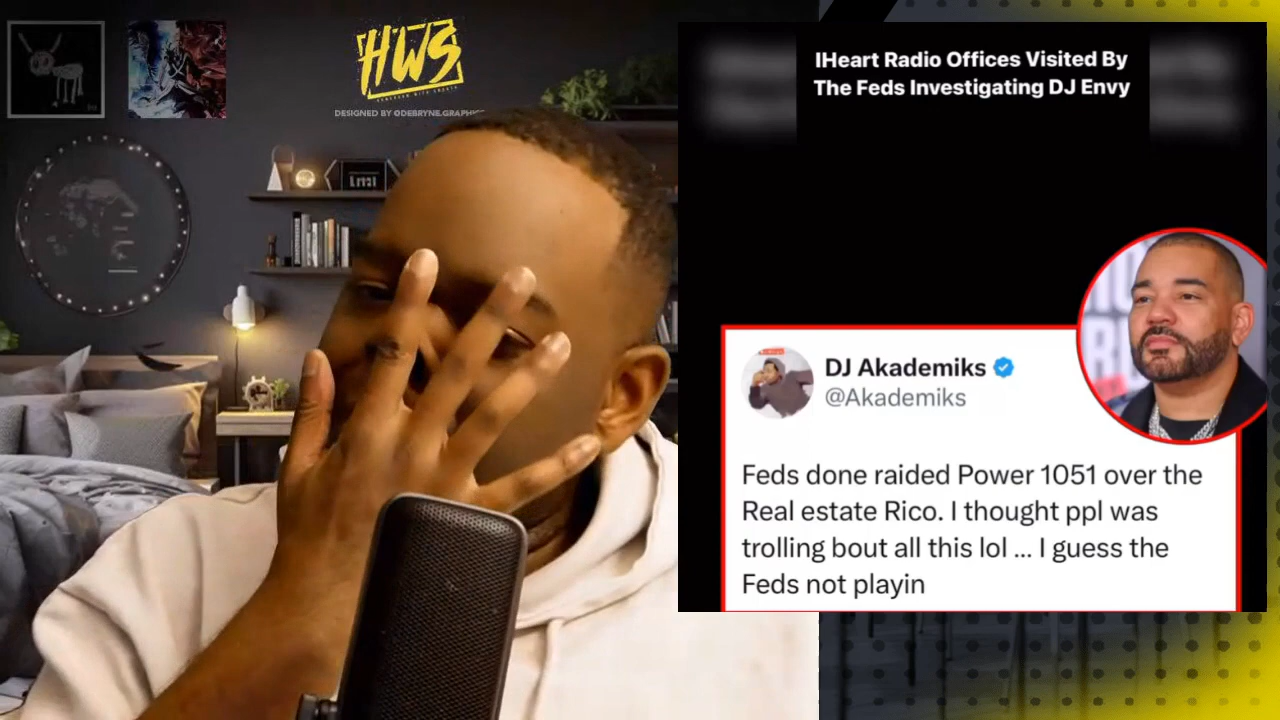 HWS
DESIGNED BY @DEBRYNE.GRAPHICS
IHeart Radio Offices Visited By
The Feds Investigating DJ Envy
DJ Akademiks
@Akademiks
Feds done raided Power 1051 over the
Real estate Rico. I thought ppl was
trolling bout all this lol ... I guess the
Feds not playin